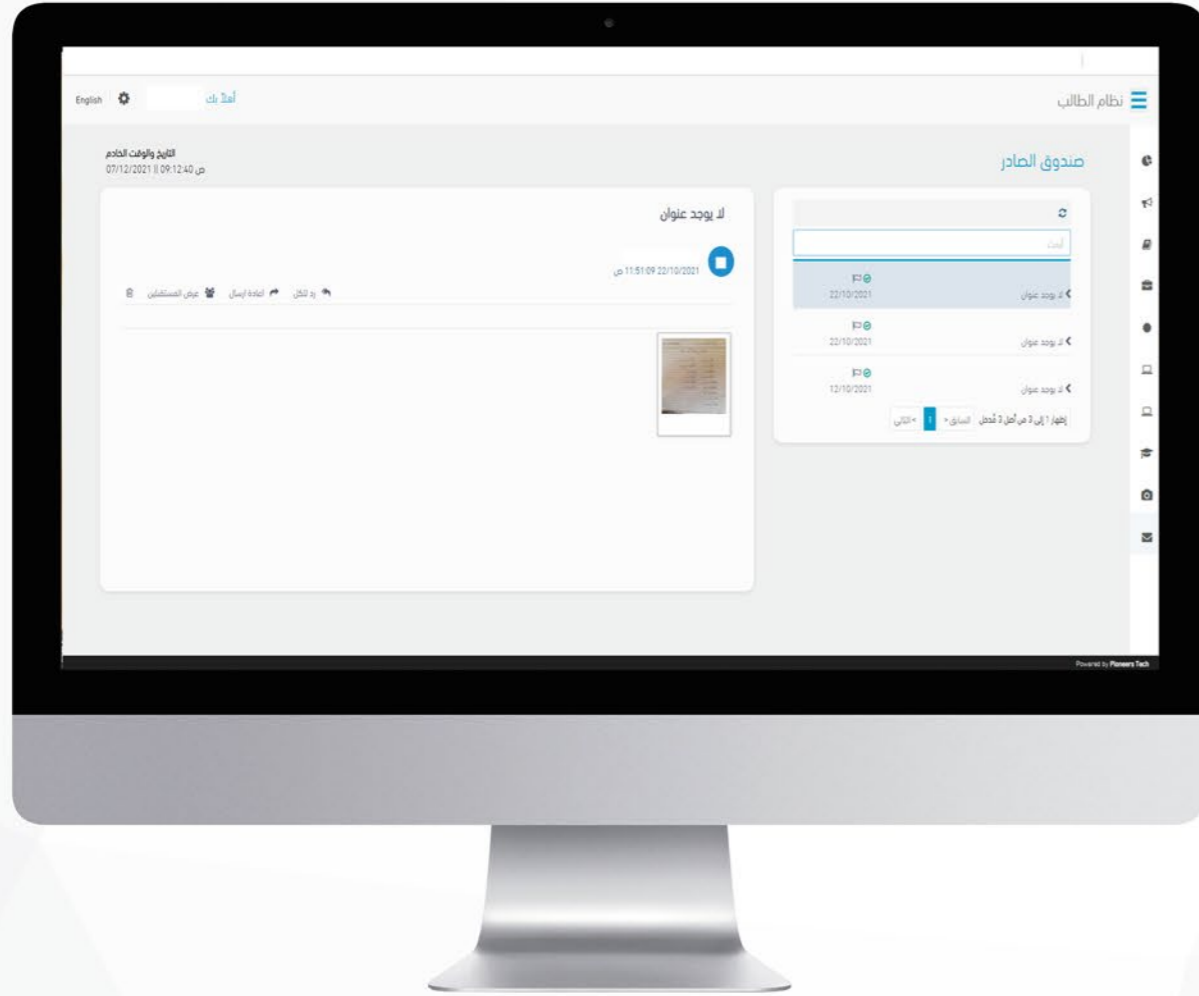 نظام الطالب
أهلاً بك
English
صندوق الصادر
التاريخ والوقت الخادم
07/12/2021 || 09:12:40 ص
أبحث
22/10/2021
لا يوجد عنوان
22/10/2021
لا يوجد عنوان
12/10/2021
لا يوجد عنوان
إظهار 1 إلى 3 من أصل 3 مُدخل السابق 1 التالي
لا يوجد عنوان
22/10/2021 11:51:09 ص
رد للكل اعادة ارسال عرض المستقبلين
Powered by Pioneers Tech